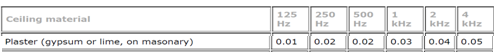 Ceiling material 125 Hz 250 Hz 500 Hz 1 kHz 2 kHz 4 kHz
Plaster (gypsum or lime, on masonary) 0.01 0.02 0.02 0.03 0.04 0.05